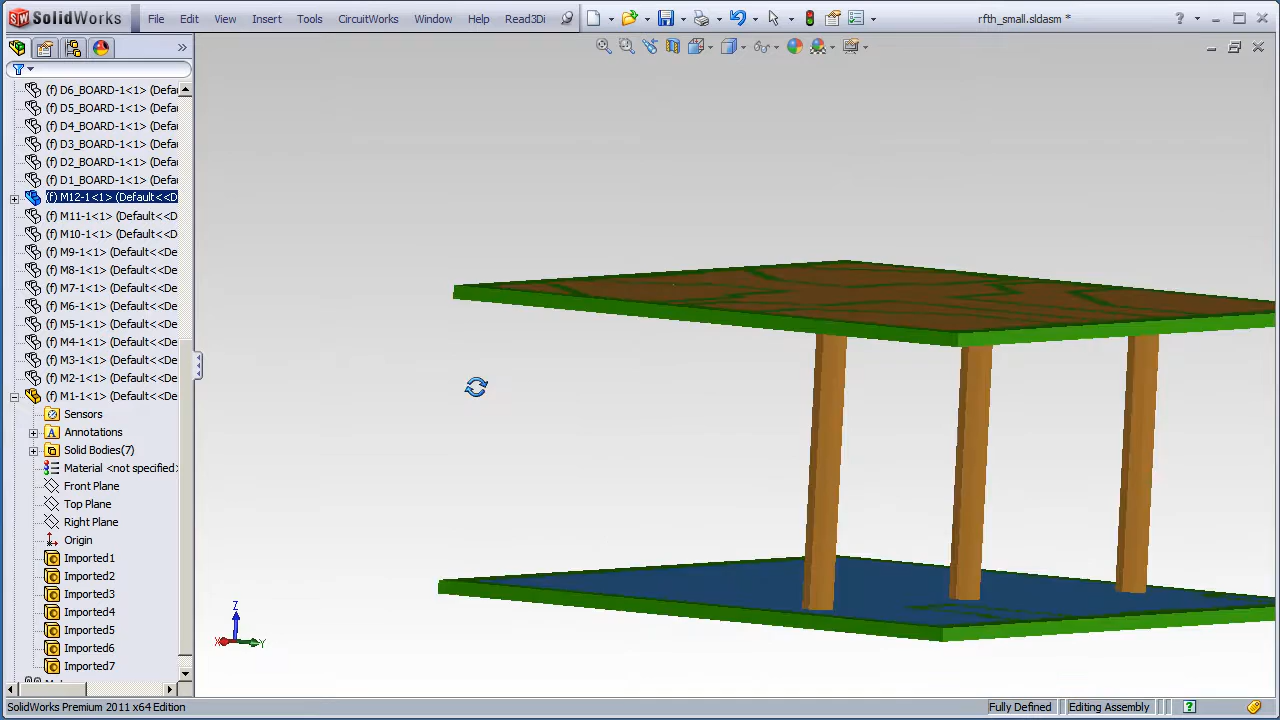 SolidWorks File Edit View Insert Tools CircuitWorks Window Help Read3Di rfth_small.sldasm *
(f) D6_BOARD-1<1> (Defau
(f) D5_BOARD-1<1> (Defau
(f) D4_BOARD-1<1> (Defau
(f) D3_BOARD-1<1> (Defau
(f) D2_BOARD-1<1> (Defau
(f) D1_BOARD-1<1> (Defau
(f) M12-1<1> (Default<<D
(f) M11-1<1> (Default<<D
(f) M10-1<1> (Default<<D
(f) M9-1<1> (Default<<De
(f) M8-1<1> (Default<<De
(f) M7-1<1> (Default<<De
(f) M6-1<1> (Default<<De
(f) M5-1<1> (Default<<De
(f) M4-1<1> (Default<<De
(f) M3-1<1> (Default<<De
(f) M2-1<1> (Default<<De
(f) M1-1<1> (Default<<De
Sensors
Annotations
Solid Bodies(7)
Material <not specified>
Front Plane
Top Plane
Right Plane
Origin
Imported1
Imported2
Imported3
Imported4
Imported5
Imported6
Imported7
Z
X Y
SolidWorks Premium 2011 x64 Edition Fully Defined Editing Assembly